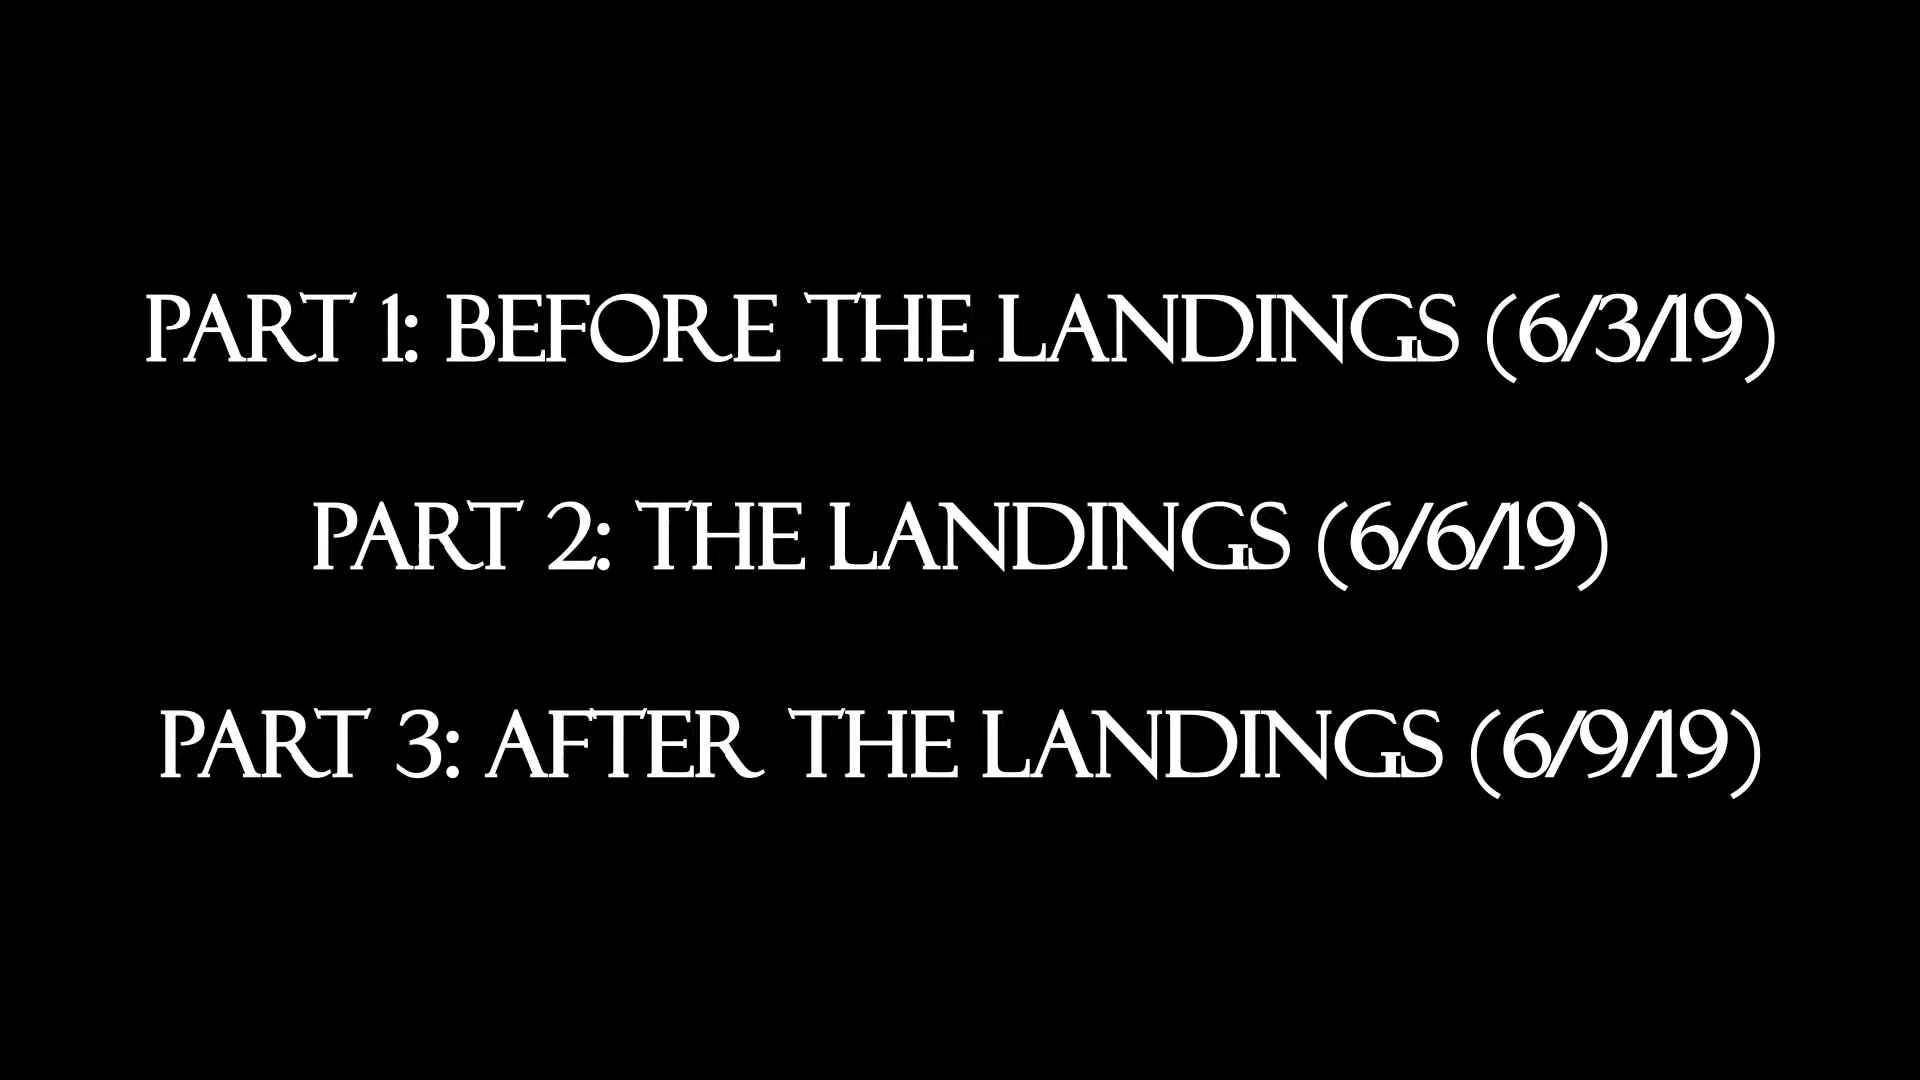 PART 1: BEFORE THE LANDINGS (6/3/19)
PART 2: THE LANDINGS (6/6/19)
PART 3: AFTER THE LANDINGS (6/9/19)